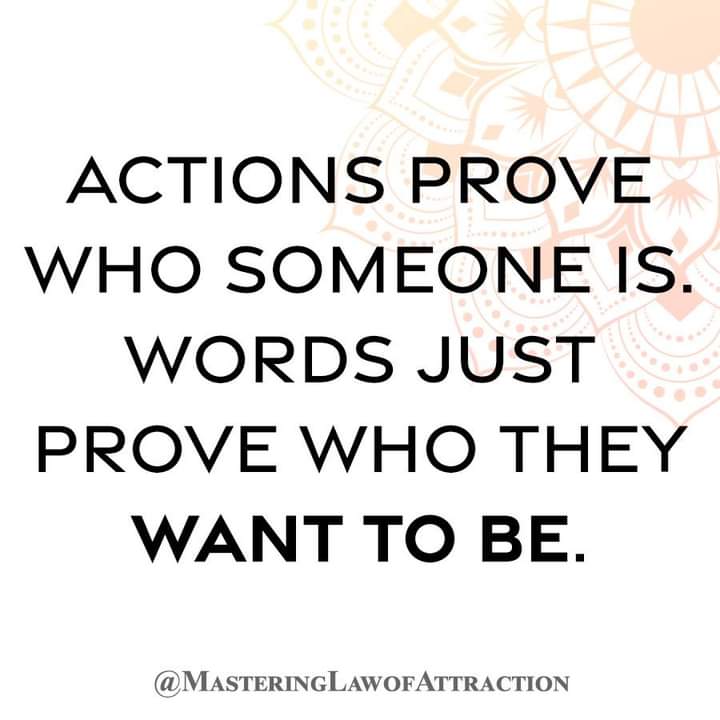 ACTIONS PROVE
WHO SOMEONE IS.
WORDS JUST
PROVE WHO THEY
WANT TO BE.
@MASTERINGLAWOFATTRACTION